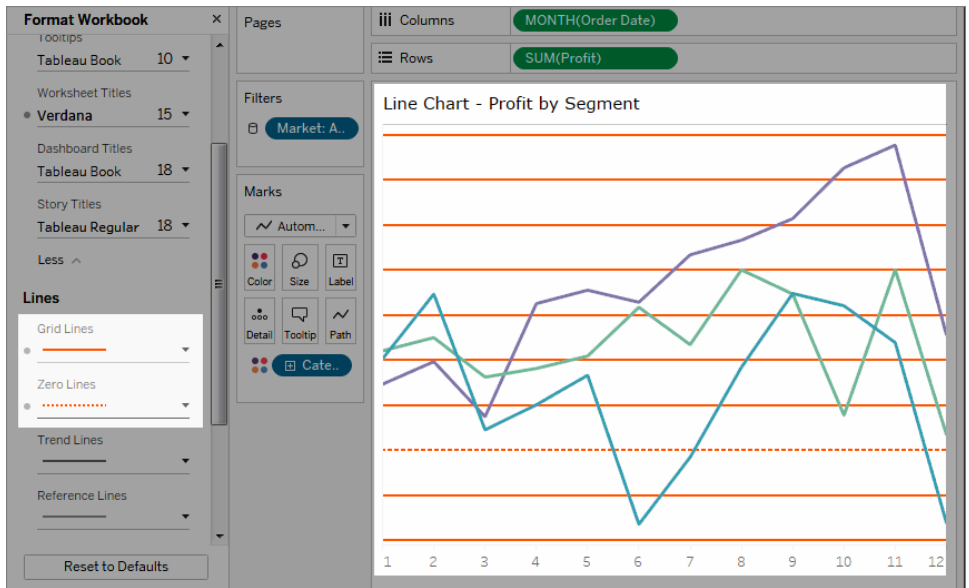 Format Workbook
×
Tooltips
Tableau Book 10
Worksheet Titles
Verdana 15
Dashboard Titles
Tableau Book 18
Story Titles
Tableau Regular 18
Less
Lines
Grid Lines
Zero Lines
Trend Lines
Reference Lines
Reset to Defaults
Pages
Filters
Market: A..
Marks
Autom...
Color Size Label
Detail Tooltip Path
Cate..
Columns MONTH(Order Date)
Rows SUM(Profit)
Line Chart - Profit by Segment
1 2 3 4 5 6 7 8 9 10 11 12